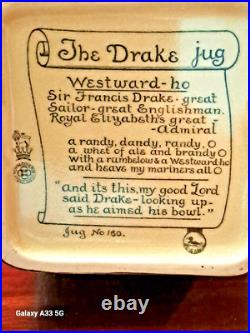 The Drake jug
Westward-ho
Sir Francis Drake · great
Sailor - great Englishman.
Royal Elizabeth's great -
- Admiral
a randy, dandy, randy, O
a whet of ale and brandy O
with a rumbelow & a Westward ho
and heave my mariners all O
"and its this, my good Lord
said Drake - looking up-
as he aimed his bowl."
Jug No 150.
Galaxy A53 5G